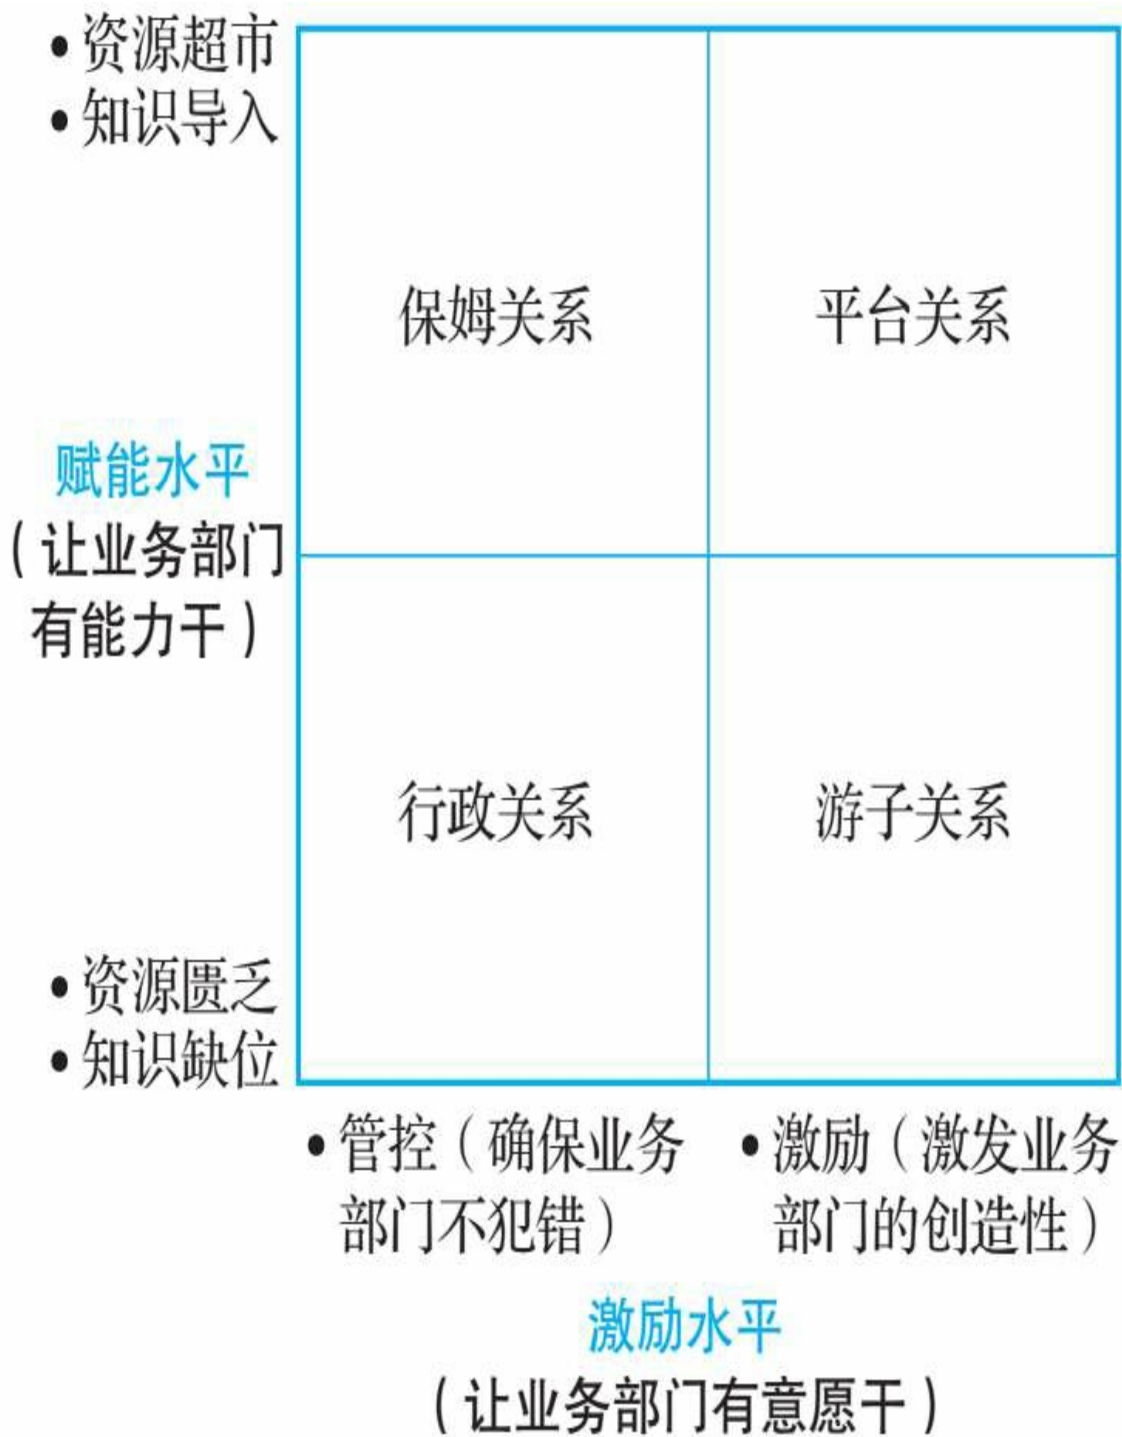 • 资源超市
• 知识导入
保姆关系
平台关系
赋能水平
（让业务部门
有能力干）
行政关系
游子关系
• 资源匮乏
• 知识缺位
• 管控（确保业务
部门不犯错）
• 激励（激发业务
部门的创造性）
激励水平
（让业务部门有意愿干）